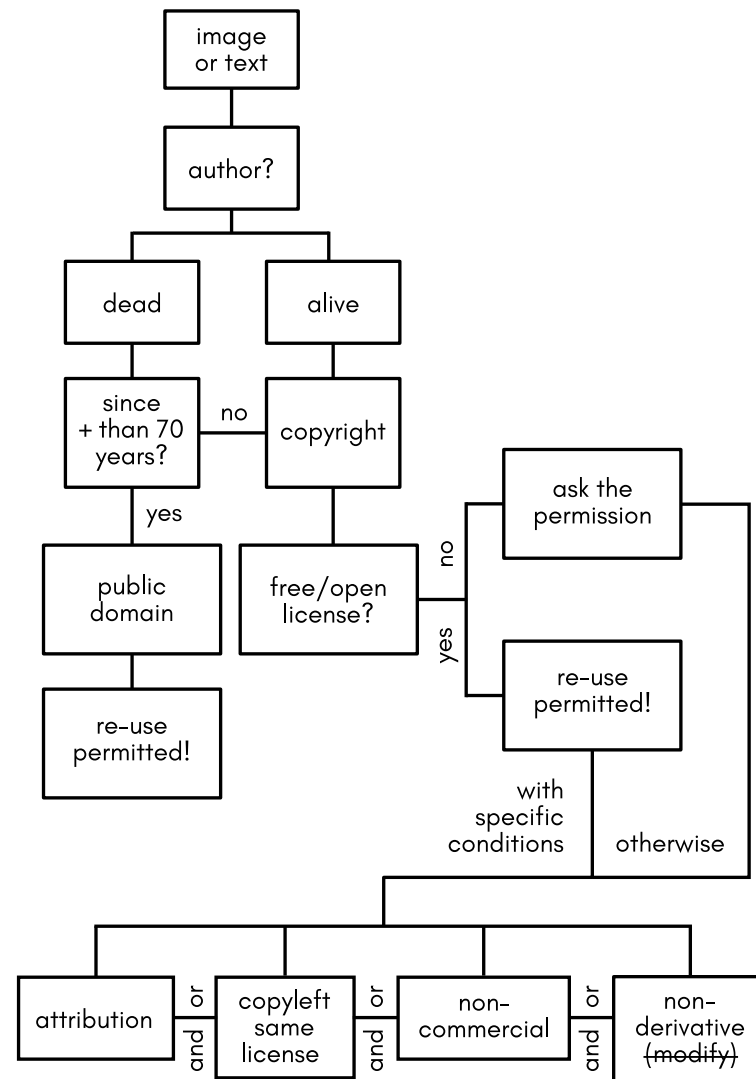 image
or text
author?
dead
alive
since
+ than 70
years?
no
copyright
yes
public
domain
free/open
license?
no
yes
ask the
permission
re-use
permitted!
re-use
permitted!
with
specific
conditions
otherwise
attribution
or
and
copyleft
same
license
or
and
non-
commercial
or
and
non-
derivative
(modify)